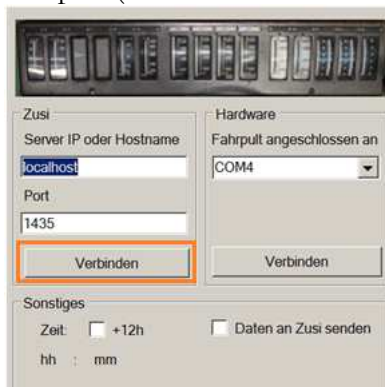 Zusi
Server IP oder Hostname
localhost
Port
1435
Verbinden
Hardware
Fahrpult angeschlossen an
COM4
Verbinden
Sonstiges
Zeit: +12h
hh : mm
Daten an Zusi senden